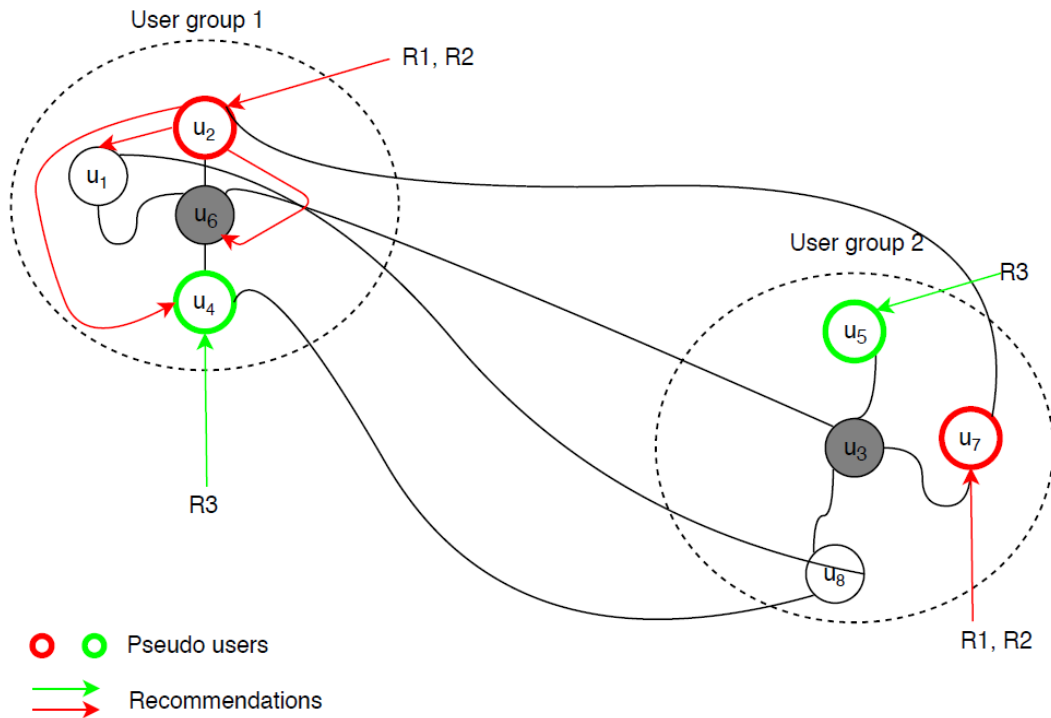 User group 1
R1, R2
u2
u1
u6
User group 2
R3
u4
u5
u3
u7
R3
u8
R1, R2
Pseudo users
Recommendations